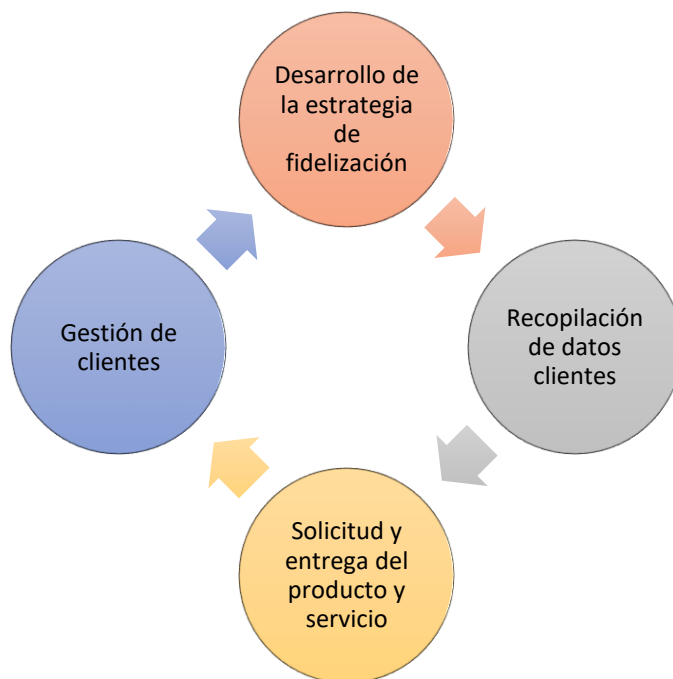 Desarrollo de
la estrategia
de
fidelización
Recopilación
de datos
clientes
Solicitud y
entrega del
producto y
servicio
Gestión de
clientes